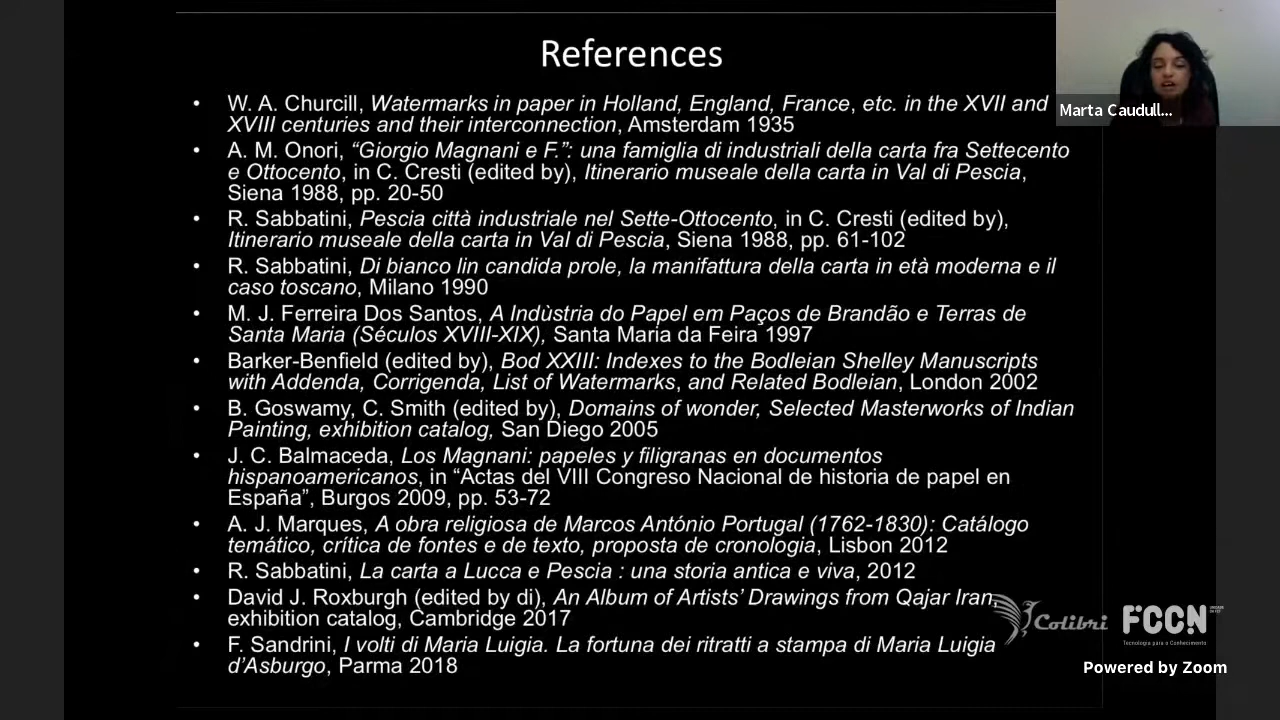 References
• W. A. Churcill, Watermarks in paper in Holland, England, France, etc. in the XVII and
XVIII centuries and their interconnection, Amsterdam 1935
• A. M. Onori, “Giorgio Magnani e F.”: una famiglia di industriali della carta fra Settecento
e Ottocento, in C. Cresti (edited by), Itinerario museale della carta in Val di Pescia,
Siena 1988, pp. 20-50
• R. Sabbatini, Pescia città industriale nel Sette-Ottocento, in C. Cresti (edited by),
Itinerario museale della carta in Val di Pescia, Siena 1988, pp. 61-102
• R. Sabbatini, Di bianco lin candida prole, la manifattura della carta in età moderna e il
caso toscano, Milano 1990
• M. J. Ferreira Dos Santos, A Indùstria do Papel em Paços de Brandão e Terras de
Santa Maria (Séculos XVIII-XIX), Santa Maria da Feira 1997
• Barker-Benfield (edited by), Bod XXIII: Indexes to the Bodleian Shelley Manuscripts
with Addenda, Corrigenda, List of Watermarks, and Related Bodleian, London 2002
• B. Goswamy, C. Smith (edited by), Domains of wonder, Selected Masterworks of Indian
Painting, exhibition catalog, San Diego 2005
• J. C. Balmaceda, Los Magnani: papeles y filigranas en documentos
hispanoamericanos, in “Actas del VIII Congreso Nacional de historia de papel en
España”, Burgos 2009, pp. 53-72
• A. J. Marques, A obra religiosa de Marcos António Portugal (1762-1830): Catálogo
temático, crítica de fontes e de texto, proposta de cronologia, Lisbon 2012
• R. Sabbatini, La carta a Lucca e Pescia : una storia antica e viva, 2012
• David J. Roxburgh (edited by di), An Album of Artists’ Drawings from Qajar Iran,
exhibition catalog, Cambridge 2017
• F. Sandrini, I volti di Maria Luigia. La fortuna dei ritratti a stampa di Maria Luigia
d’Asburgo, Parma 2018
Marta Caudull...
Colibri
FCCN
Tecnologia para o Conhecimento
Powered by Zoom